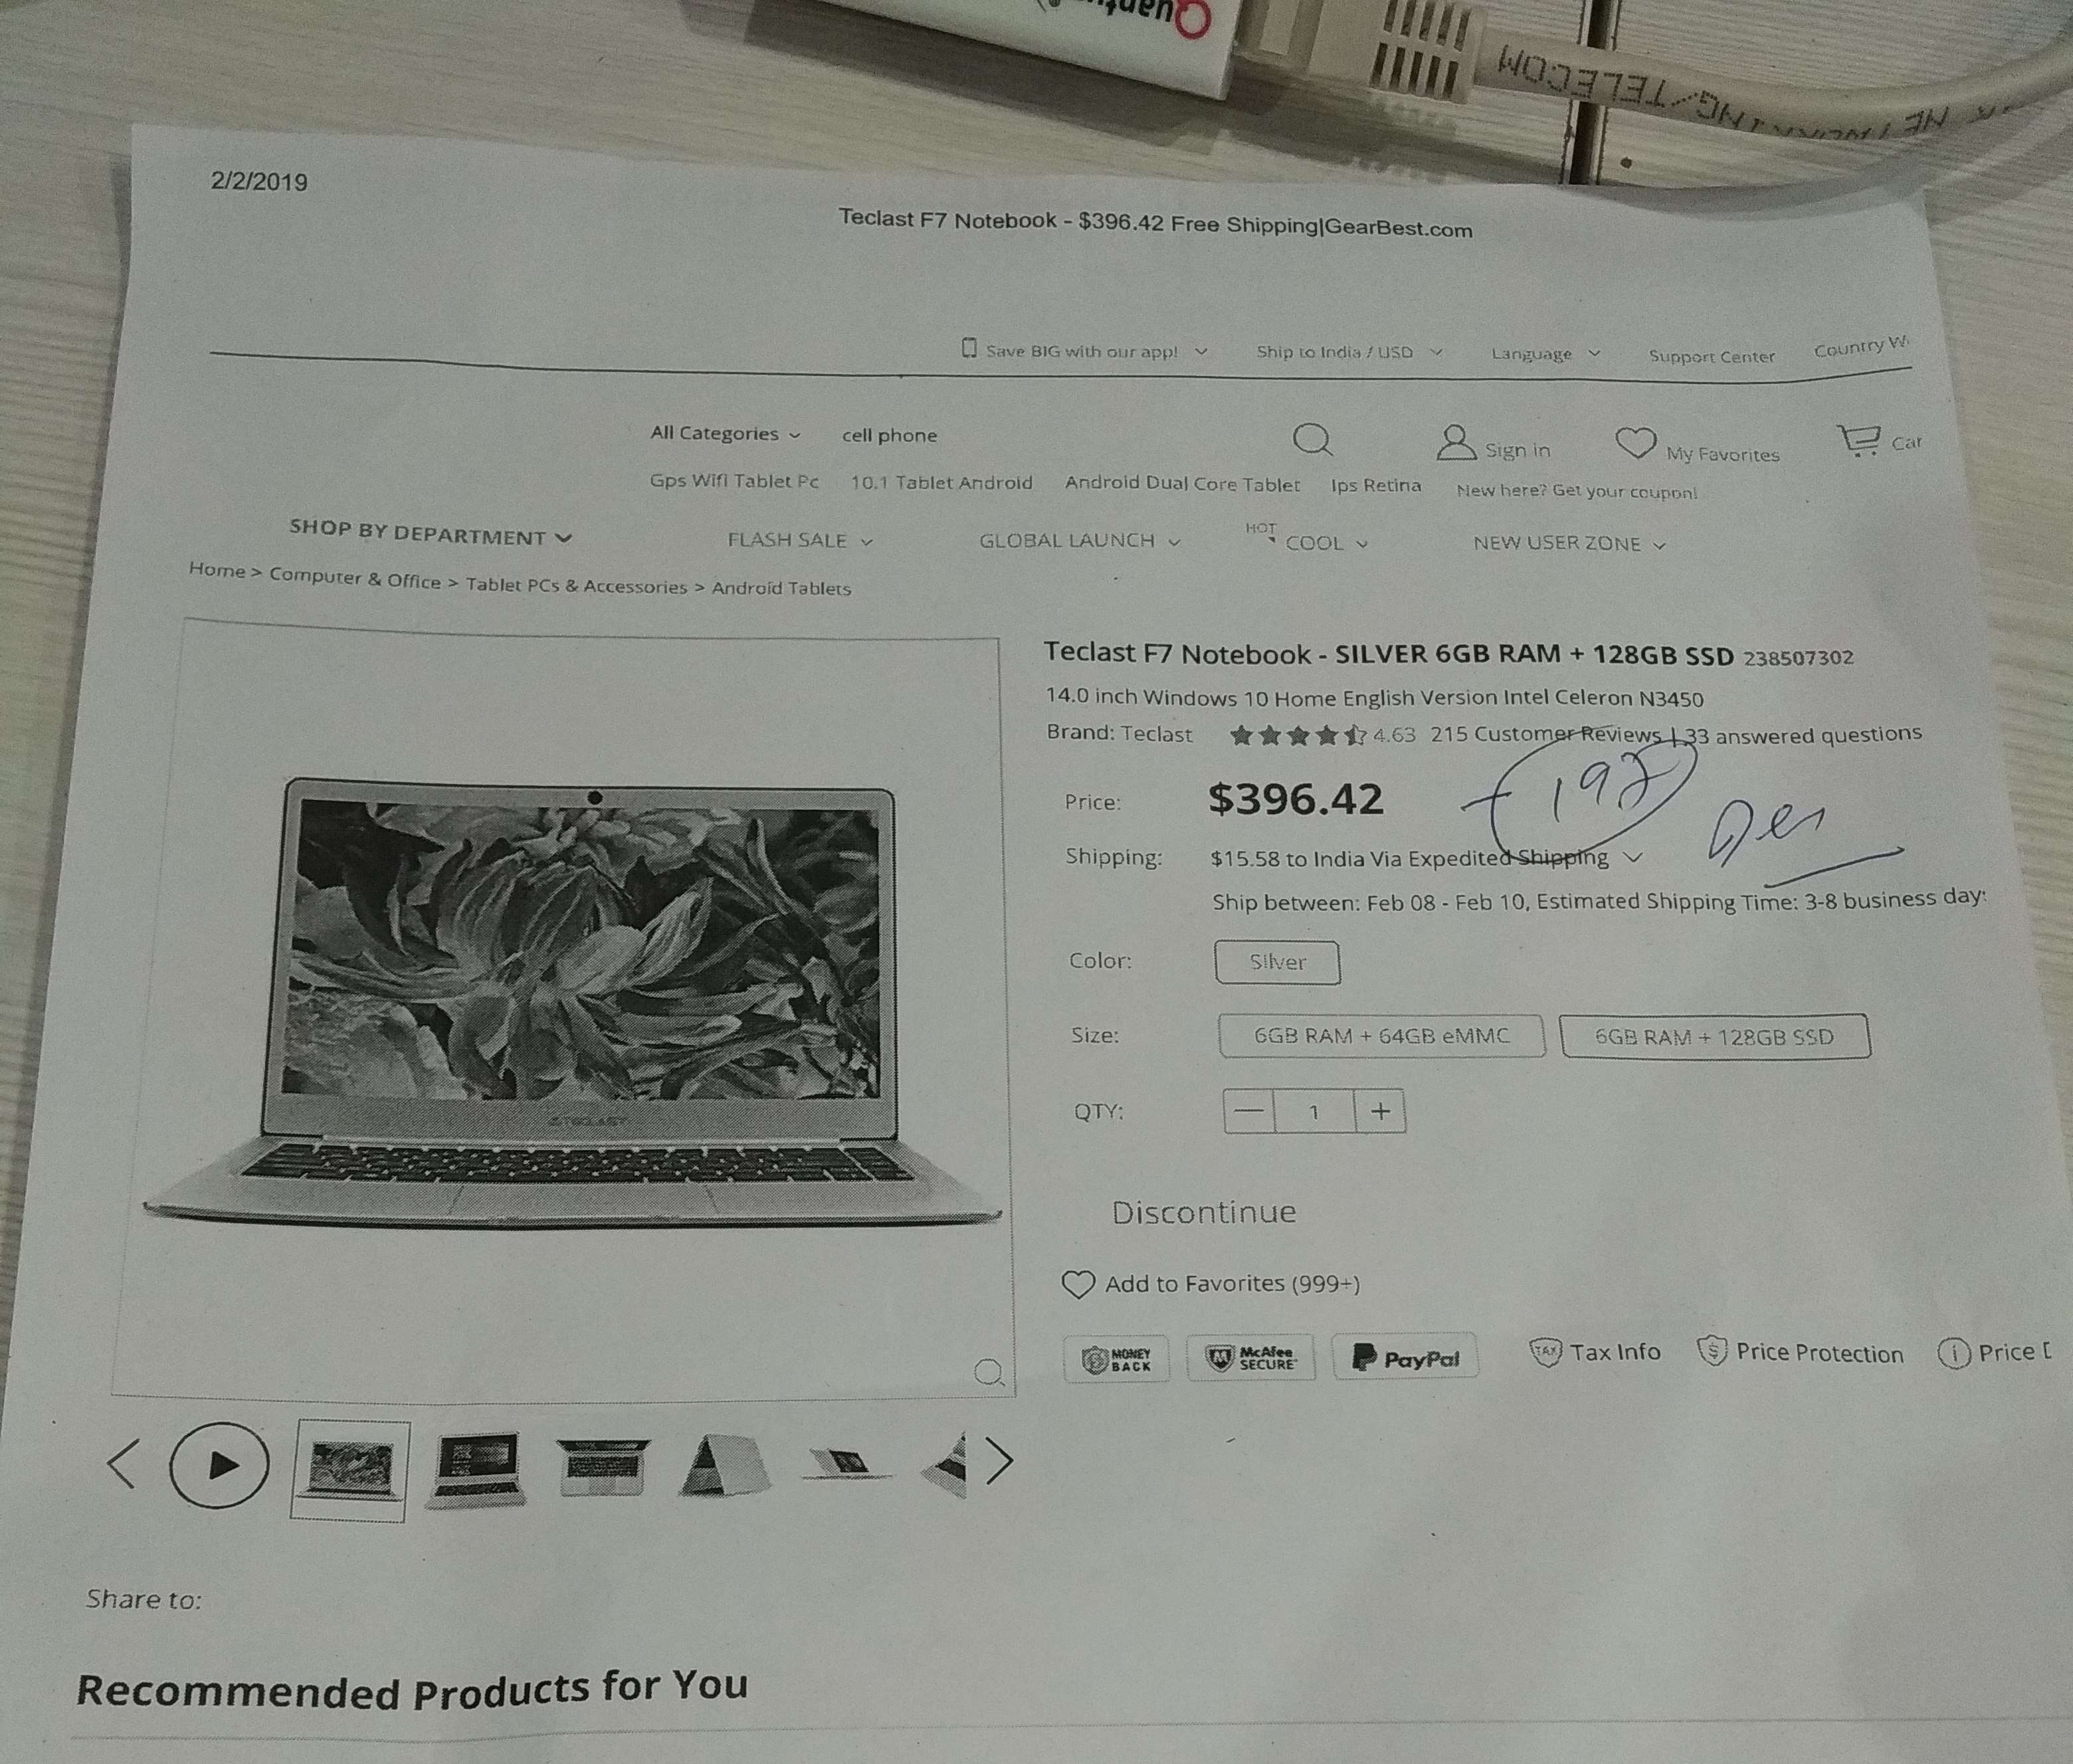 TELECOM
2/2/2019
Teclast F7 Notebook - $396.42 Free Shipping|GearBest.com
Save BIG with our app!
Ship to India / USD
Language
Support Center
Country
All Categories
cell phone
Sign in
My Favorites
Car
Gps Wifi Tablet Pc
10.1 Tablet Android
Android Dual Core Tablet
Ips Retina
New here? Get your coupon!
SHOP BY DEPARTMENT
FLASH SALE
GLOBAL LAUNCH
HOT
COOL
NEW USER ZONE
Home > Computer & Office > Tablet PCs & Accessories > Android Tablets
Teclast F7 Notebook - SILVER 6GB RAM + 128GB SSD 238507302
14.0 inch Windows 10 Home English Version Intel Celeron N3450
Brand: Teclast 4.63 215 Customer Reviews | 33 answered questions
Price: $396.42
Shipping: $15.58 to India Via Expedited Shipping
Ship between: Feb 08 - Feb 10, Estimated Shipping Time: 3-8 business day
Color: Silver
TECLAST
Size: 6GB RAM + 64GB eMMC 6GB RAM + 128GB SSD
QTY: — 1 +
Discontinue
Add to Favorites (999+)
MONEY BACK
McAfee SECURE
PayPal
TAX Tax Info
$ Price Protection
i Price
Share to:
Recommended Products for You